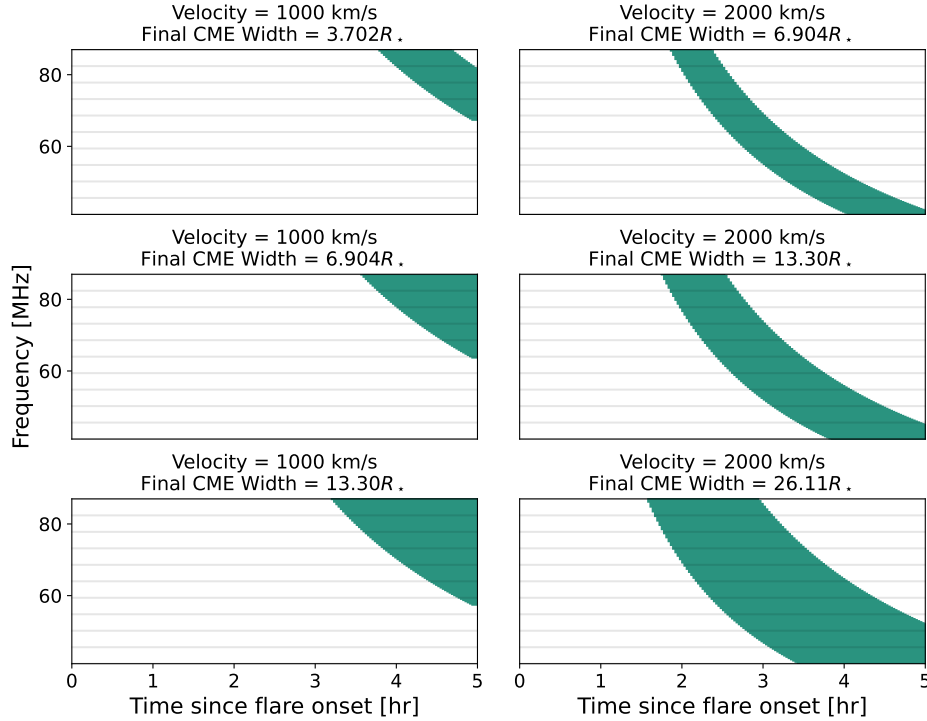 Velocity = 1000 km/s
Final CME Width = 3.702R⋆
Velocity = 2000 km/s
Final CME Width = 6.904R⋆
80
60
Velocity = 1000 km/s
Final CME Width = 6.904R⋆
Velocity = 2000 km/s
Final CME Width = 13.30R⋆
80
60
Frequency [MHz]
Velocity = 1000 km/s
Final CME Width = 13.30R⋆
Velocity = 2000 km/s
Final CME Width = 26.11R⋆
80
60
0 1 2 3 4 5
0 1 2 3 4 5
Time since flare onset [hr]
Time since flare onset [hr]